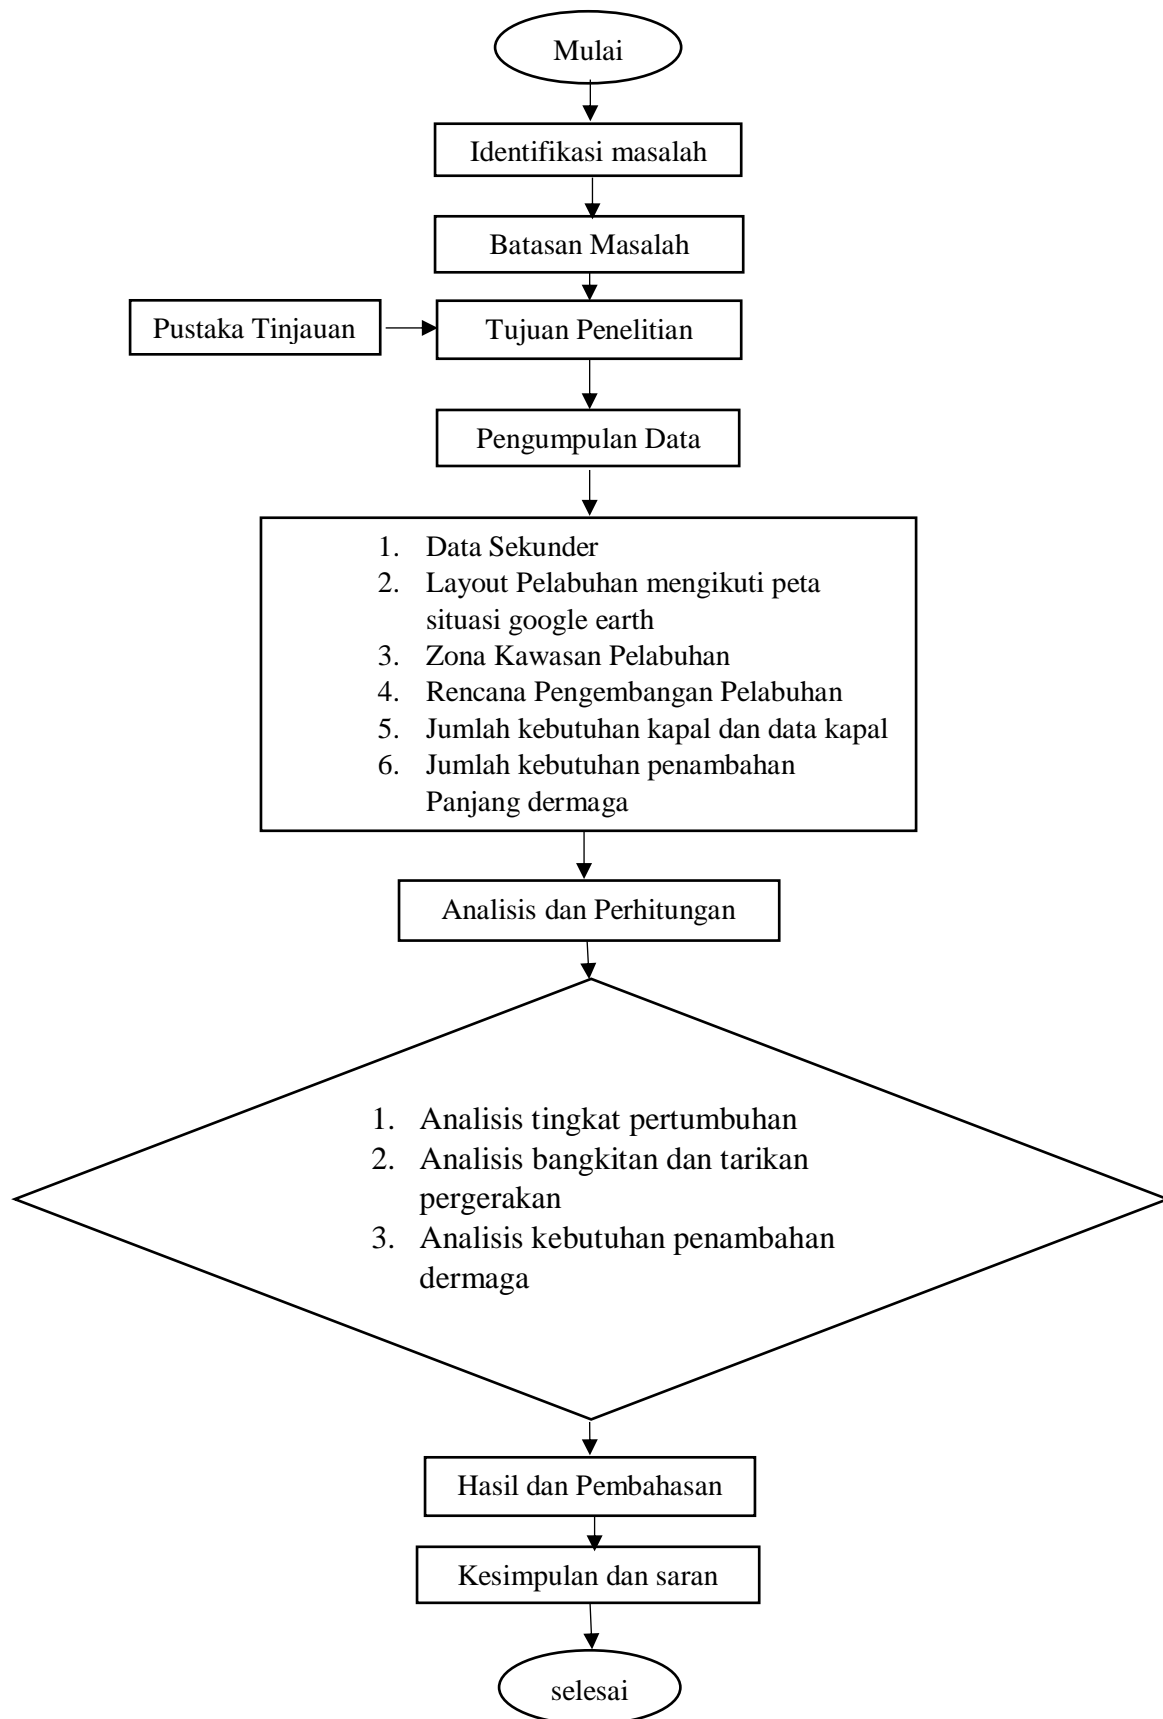 Mulai
Identifikasi masalah
Batasan Masalah
Pustaka Tinjauan
Tujuan Penelitian
Pengumpulan Data
1. Data Sekunder
2. Layout Pelabuhan mengikuti peta
situasi google earth
3. Zona Kawasan Pelabuhan
4. Rencana Pengembangan Pelabuhan
5. Jumlah kebutuhan kapal dan data kapal
6. Jumlah kebutuhan penambahan
Panjang dermaga
Analisis dan Perhitungan
1. Analisis tingkat pertumbuhan
2. Analisis bangkitan dan tarikan
pergerakan
3. Analisis kebutuhan penambahan
dermaga
Hasil dan Pembahasan
Kesimpulan dan saran
selesai